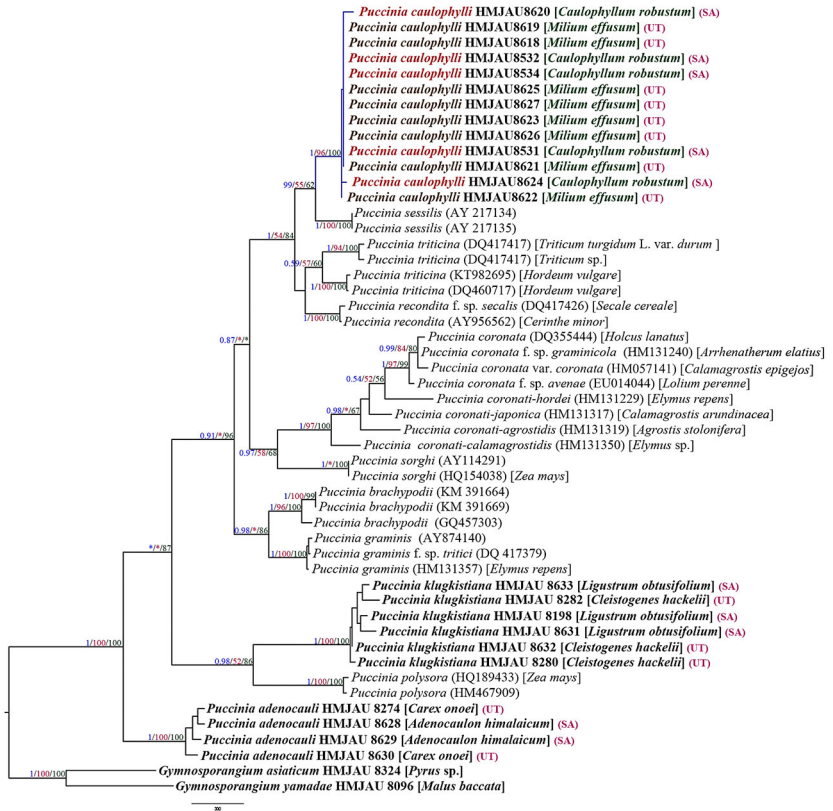 Puccinia caulophylli HMJAU8620 [Caulophyllum robustum] (SA)
Puccinia caulophylli HMJAU8619 [Milium effusum] (UT)
Puccinia caulophylli HMJAU8618 [Milium effusum] (UT)
Puccinia caulophylli HMJAU8532 [Caulophyllum robustum] (SA)
Puccinia caulophylli HMJAU8534 [Caulophyllum robustum] (SA)
Puccinia caulophylli HMJAU8625 [Milium effusum] (UT)
Puccinia caulophylli HMJAU8627 [Milium effusum] (UT)
Puccinia caulophylli HMJAU8623 [Milium effusum] (UT)
Puccinia caulophylli HMJAU8626 [Milium effusum] (UT)
1/96/100 Puccinia caulophylli HMJAU8531 [Caulophyllum robustum] (SA)
Puccinia caulophylli HMJAU8621 [Milium effusum] (UT)
Puccinia caulophylli HMJAU8624 [Caulophyllum robustum] (SA)
99/55/62
Puccinia caulophylli HMJAU8622 [Milium effusum] (UT)
Puccinia sessilis (AY 217134)
1/100/100 Puccinia sessilis (AY 217135)
1/54/84
Puccinia triticina (DQ417417) [Triticum turgidum L. var. durum ]
1/94/100
Puccinia triticina (DQ417417) [Triticum sp.]
0.59/57/60
Puccinia triticina (KT982695) [Hordeum vulgare]
1/100/100 Puccinia triticina (DQ460717) [Hordeum vulgare]
Puccinia recondita f. sp. secalis (DQ417426) [Secale cereale]
1/100/100 Puccinia recondita (AY956562) [Cerinthe minor]
Puccinia coronata (DQ355444) [Holcus lanatus]
0.87/*/*
0.99/84/80 Puccinia coronata f. sp. graminicola (HM131240) [Arrhenatherum elatius]
1/97/99 Puccinia coronata var. coronata (HM057141) [Calamagrostis epigejos]
0.54/52/56 Puccinia coronata f. sp. avenae (EU014044) [Lolium perenne]
Puccinia coronati-hordei (HM131229) [Elymus repens]
0.98/*/67 Puccinia coronati-japonica (HM131317) [Calamagrostis arundinacea]
1/97/100 Puccinia coronati-agrostidis (HM131319) [Agrostis stolonifera]
0.91/*/96
Puccinia coronati-calamagrostidis (HM131350) [Elymus sp.]
0.97/58/68
Puccinia sorghi (AY114291)
1/*/100
Puccinia sorghi (HQ154038) [Zea mays]
Puccinia brachypodii (KM 391664)
1/100/99
1/96/100 Puccinia brachypodii (KM 391669)
Puccinia brachypodii (GQ457303)
0.98/*/86
Puccinia graminis (AY874140)
*/*/87
1/100/100 Puccinia graminis f. sp. tritici (DQ 417379)
Puccinia graminis (HM131357) [Elymus repens]
Puccinia klugkistiana HMJAU 8633 [Ligustrum obtusifolium] (SA)
Puccinia klugkistiana HMJAU 8282 [Cleistogenes hackelii] (UT)
Puccinia klugkistiana HMJAU 8198 [Ligustrum obtusifolium] (SA)
Puccinia klugkistiana HMJAU 8631 [Ligustrum obtusifolium] (SA)
1/100/100
1/100/100 Puccinia klugkistiana HMJAU 8632 [Cleistogenes hackelii] (UT)
0.98/52/86 Puccinia klugkistiana HMJAU 8280 [Cleistogenes hackelii] (UT)
Puccinia polysora (HQ189433) [Zea mays]
1/100/100
Puccinia polysora (HM467909)
Puccinia adenocauli HMJAU 8274 [Carex onoei] (UT)
Puccinia adenocauli HMJAU 8628 [Adenocaulon himalaicum] (SA)
1/100/100 Puccinia adenocauli HMJAU 8629 [Adenocaulon himalaicum] (SA)
Puccinia adenocauli HMJAU 8630 [Carex onoei] (UT)
1/100/100 Gymnosporangium asiaticum HMJAU 8324 [Pyrus sp.]
Gymnosporangium yamadae HMJAU 8096 [Malus baccata]